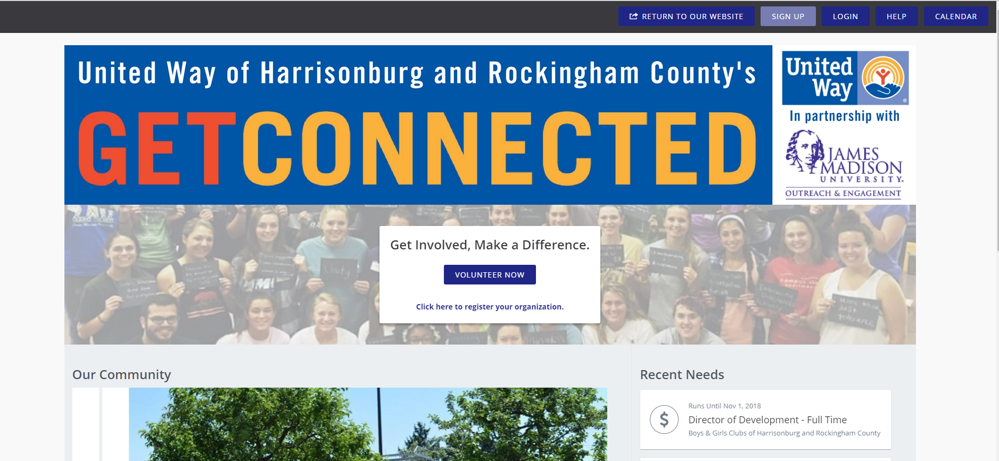 RETURN TO OUR WEBSITE
SIGN UP
LOGIN
HELP
CALENDAR
United Way of Harrisonburg and Rockingham County's
GETCONNECTED
United
Way
®
In partnership with
JAMES
MADISON
UNIVERSITY.
OUTREACH & ENGAGEMENT
Unity
Get Involved, Make a Difference.
VOLUNTEER NOW
Click here to register your organization.
Our Community
Recent Needs
$
Runs Until Nov 1, 2018
Director of Development - Full Time
Boys & Girls Clubs of Harrisonburg and Rockingham County